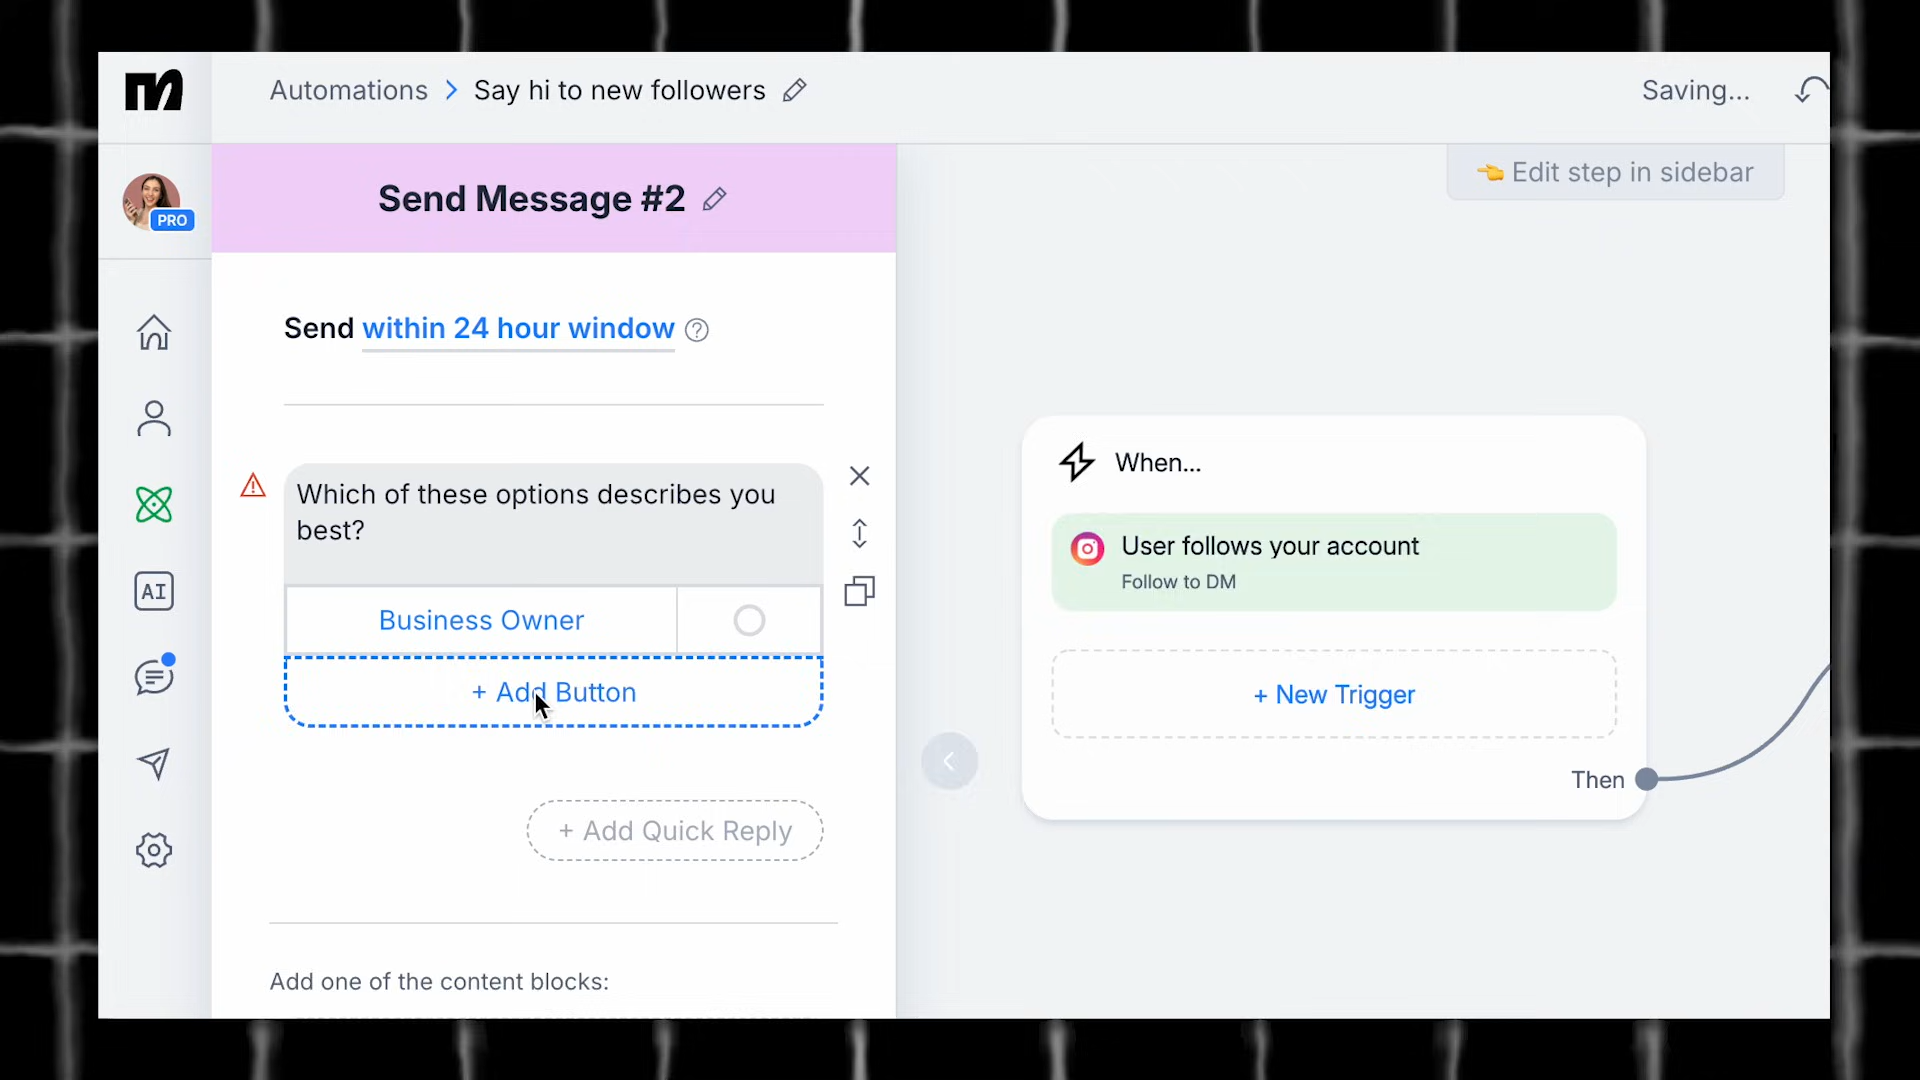 Automations > Say hi to new followers
Saving...
PRO
Send Message #2
👈 Edit step in sidebar
Send within 24 hour window ?
Which of these options describes you
best?
Business Owner
+ Add Button
+ Add Quick Reply
Add one of the content blocks:
AI
When...
User follows your account
Follow to DM
+ New Trigger
Then